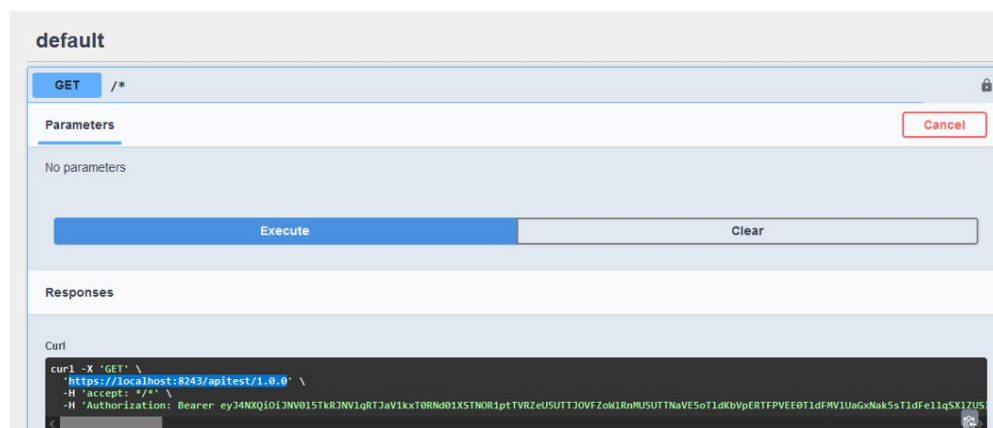 default
GET /*
Parameters
Cancel
No parameters
Execute
Clear
Responses
Curl
curl -X 'GET' \
'https://localhost:8243/apitest/1.0.0' \
-H 'accept: */*' \
-H 'Authorization: Bearer